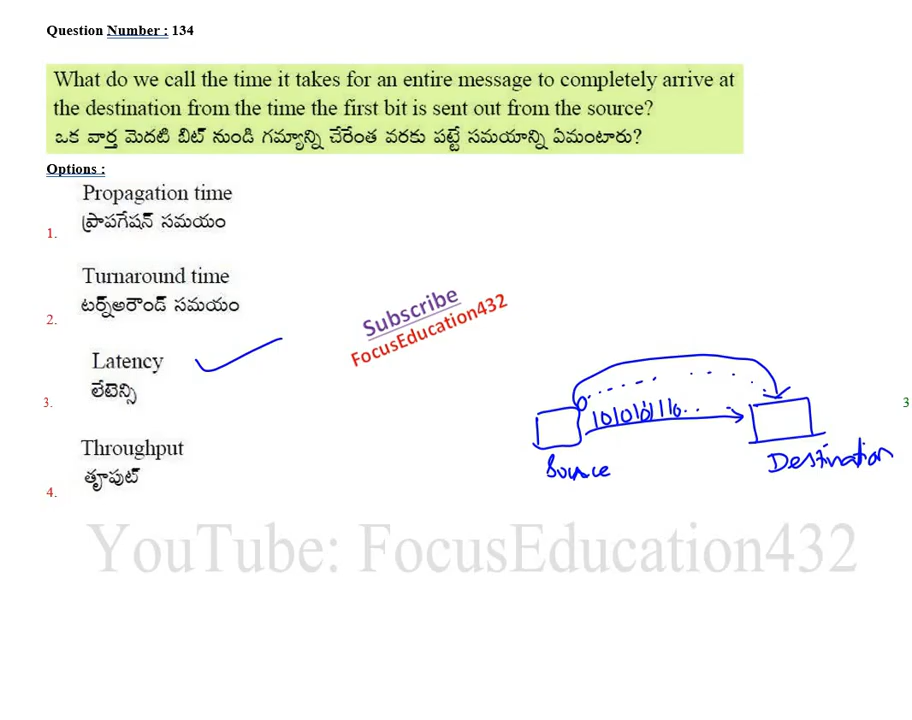 Question Number : 134
What do we call the time it takes for an entire message to completely arrive at
the destination from the time the first bit is sent out from the source?
ఒక వార్త మెదటి బిట్ నుండి గమ్యాన్ని చేరేంత వరకు పట్టే సమయాన్ని ఏమంటారు?
Options :
Propagation time
ప్రాపగేషన్ సమయం
1.
Turnaround time
టర్న్అరౌండ్ సమయం
2.
Subscribe
FocusEducation432
Latency
లేటెన్సి
3.
3
Throughput
త్రూపుట్
4.
1010101110..
Source
Destination
YouTube: FocusEducation432